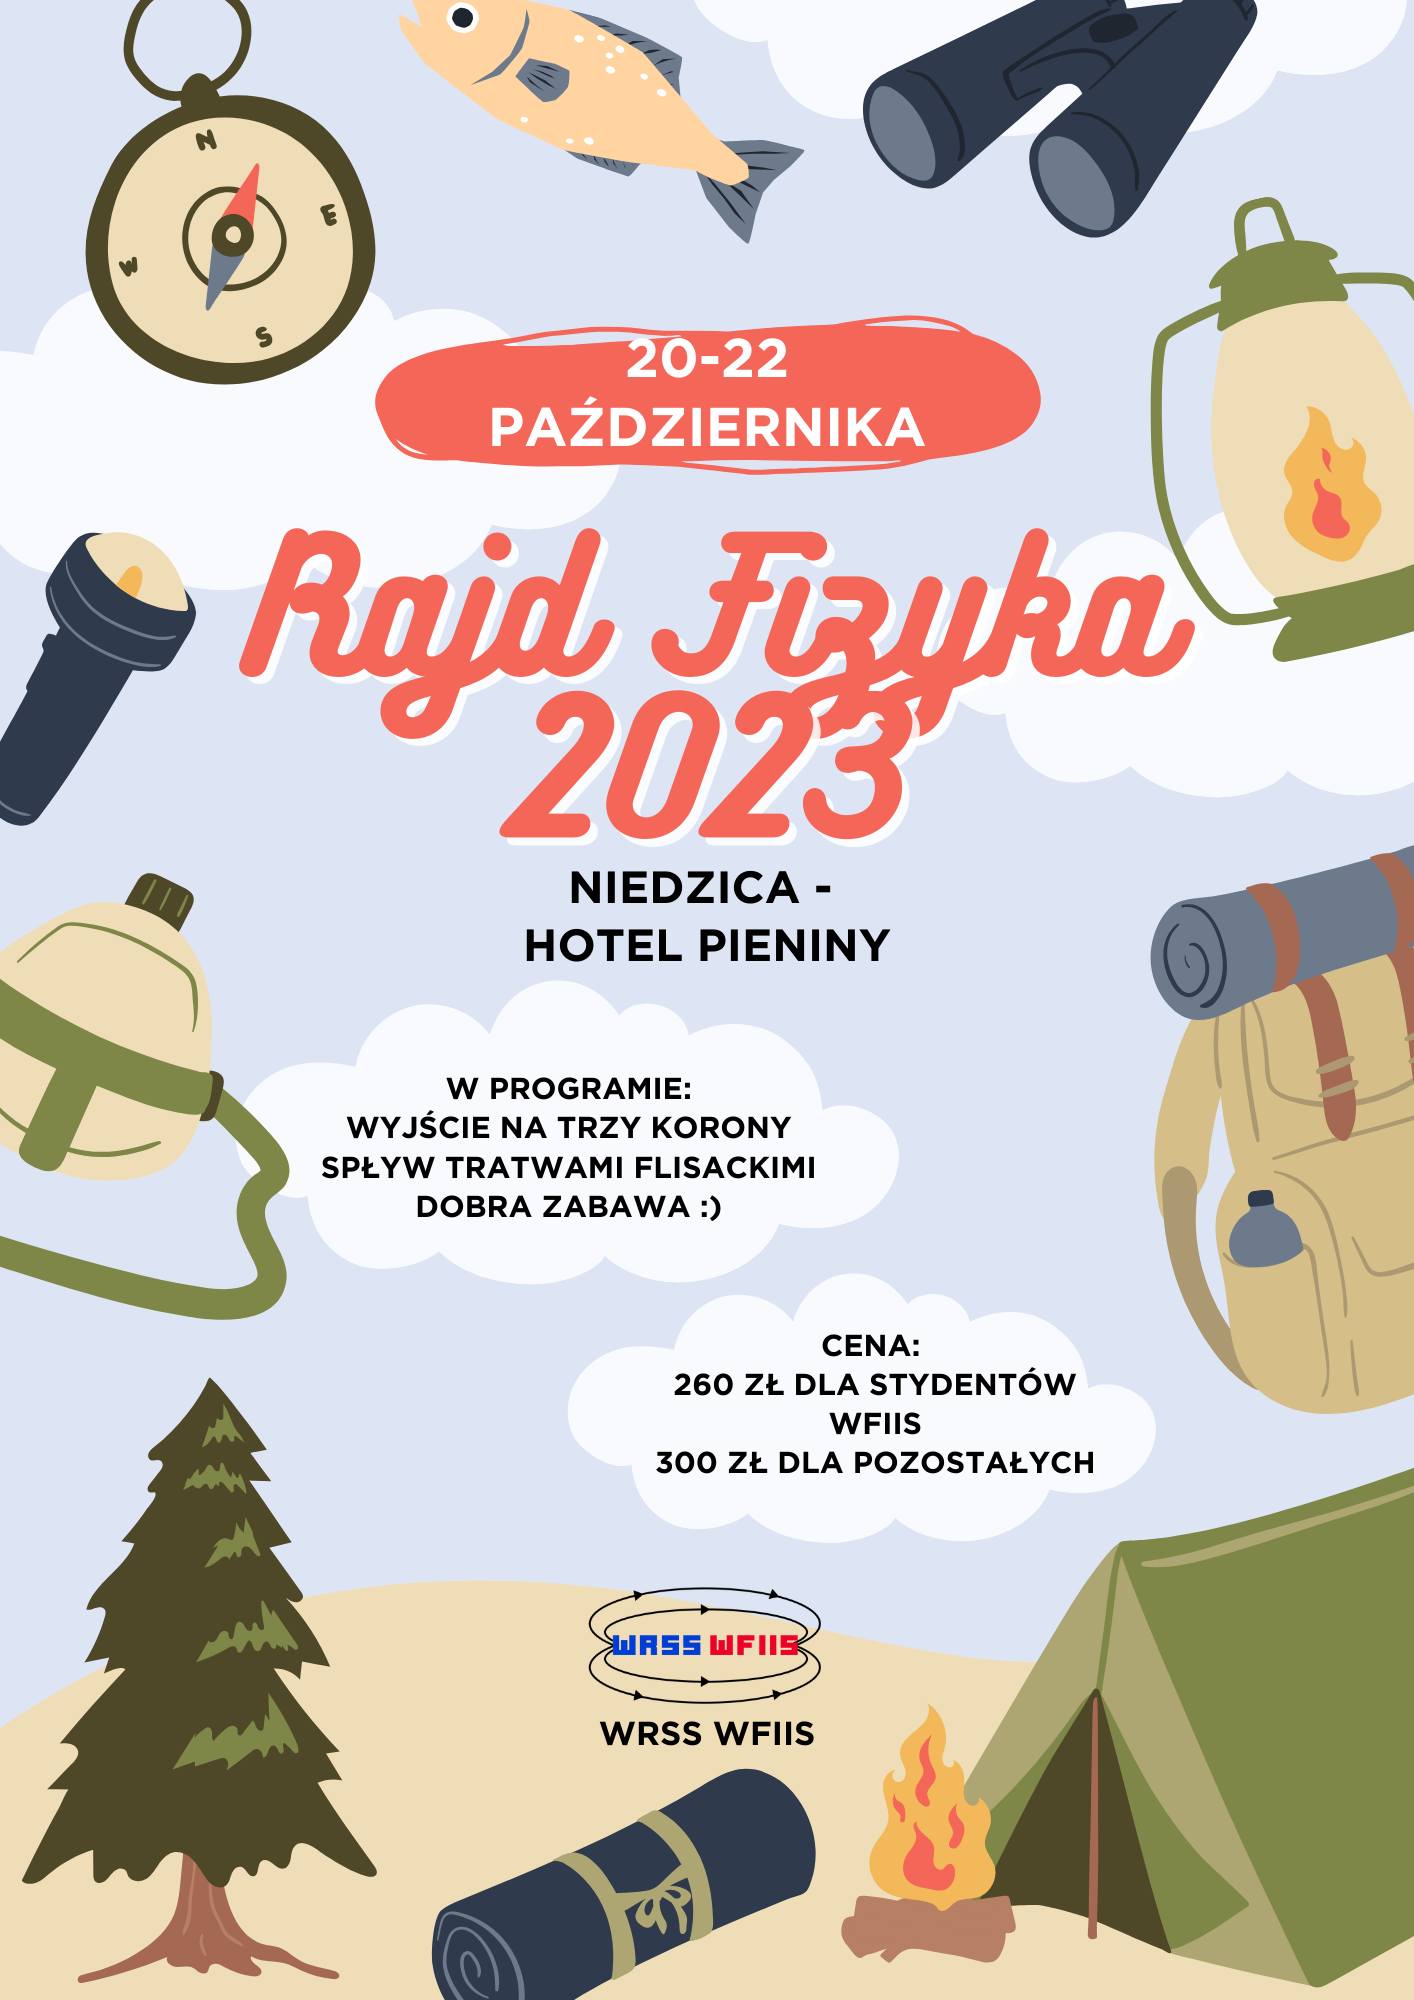 N
E
W
S
20-22
PAŹDZIERNIKA
Rajd Fizyka
2023
NIEDZICA -
HOTEL PIENINY
W PROGRAMIE:
WYJŚCIE NA TRZY KORONY
SPŁYW TRATWAMI FLISACKIMI
DOBRA ZABAWA :)
CENA:
260 ZŁ DLA STYDENTÓW
WFIIS
300 ZŁ DLA POZOSTAŁYCH
WRSS WFIIS
WRSS WFIIS